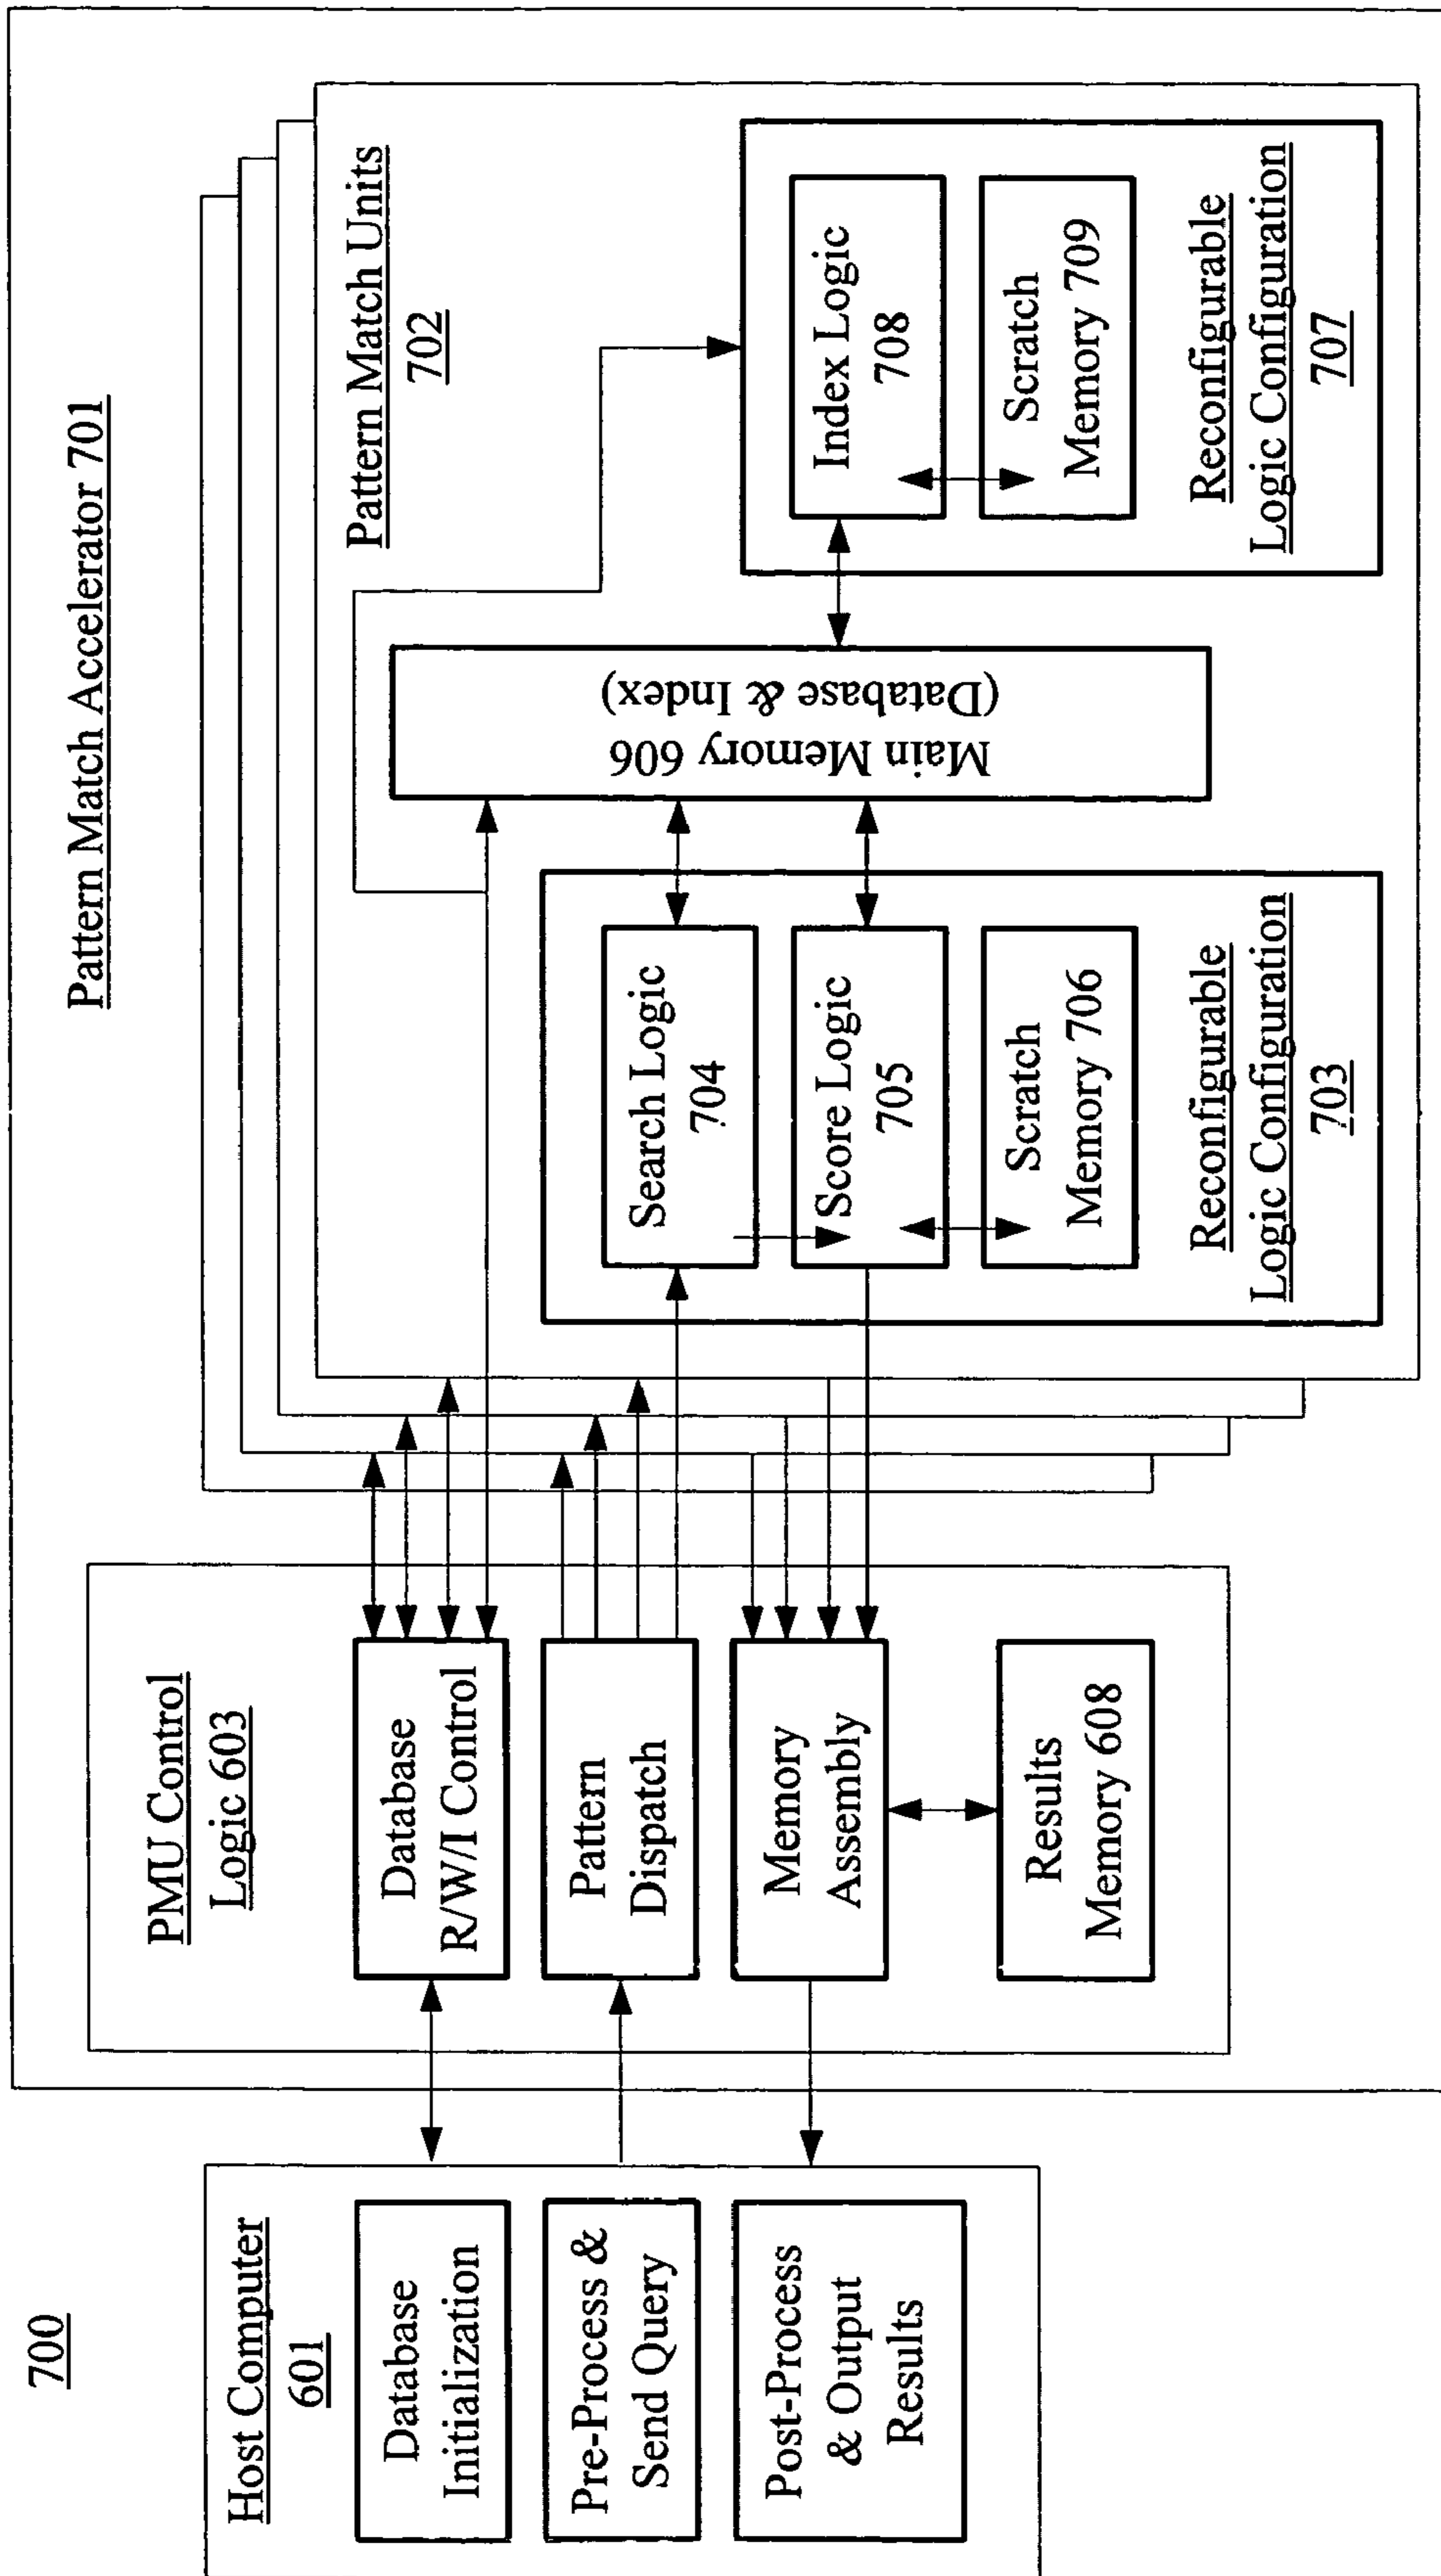 700
Pattern Match Accelerator 701
Host Computer
601
Database
Initialization
Pre-Process &
Send Query
Post-Process
& Output
Results
PMU Control
Logic 603
Database
R/W/I Control
Pattern
Dispatch
Memory
Assembly
Results
Memory 608
Pattern Match Units
702
Search Logic
704
Score Logic
705
Scratch
Memory 706
Reconfigurable
Logic Configuration
703
Main Memory 606
(Database & Index)
Index Logic
708
Scratch
Memory 709
Reconfigurable
Logic Configuration
707